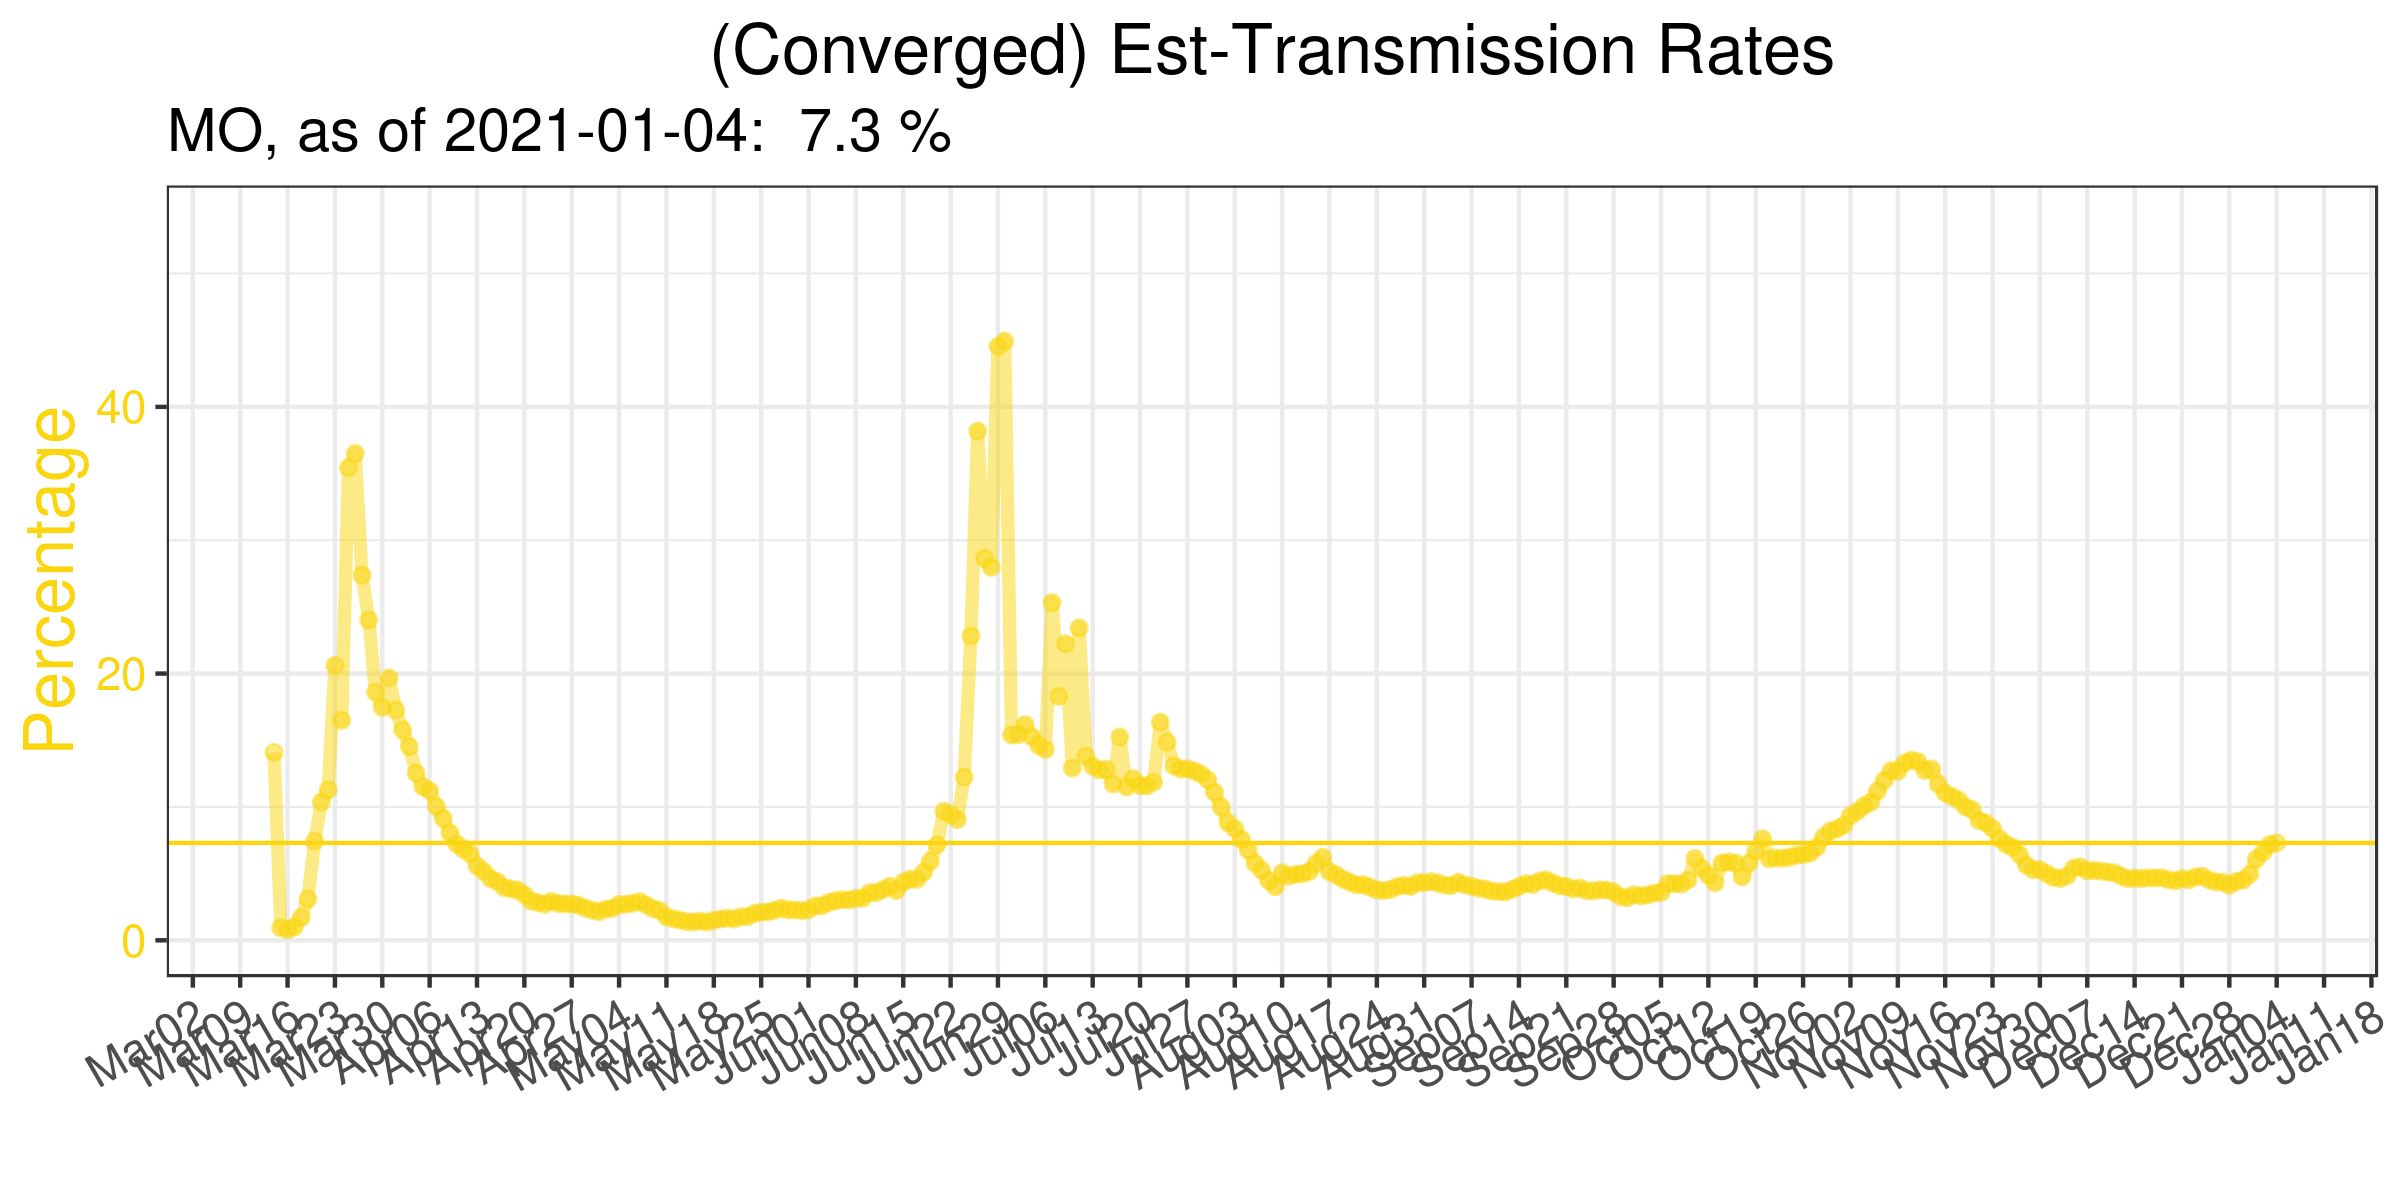 (Converged) Est-Transmission Rates
MO, as of 2021-01-04:  7.3 %
Percentage
40
20
0
Mar02
Mar09
Mar16
Mar23
Mar30
Apr06
Apr13
Apr20
Apr27
May04
May11
May18
May25
Jun01
Jun08
Jun15
Jun22
Jun29
Jul06
Jul13
Jul20
Jul27
Aug03
Aug10
Aug17
Aug24
Aug31
Sep07
Sep14
Sep21
Sep28
Oct05
Oct12
Oct19
Oct26
Nov02
Nov09
Nov16
Nov23
Nov30
Dec07
Dec14
Dec21
Dec28
Jan04
Jan11
Jan18